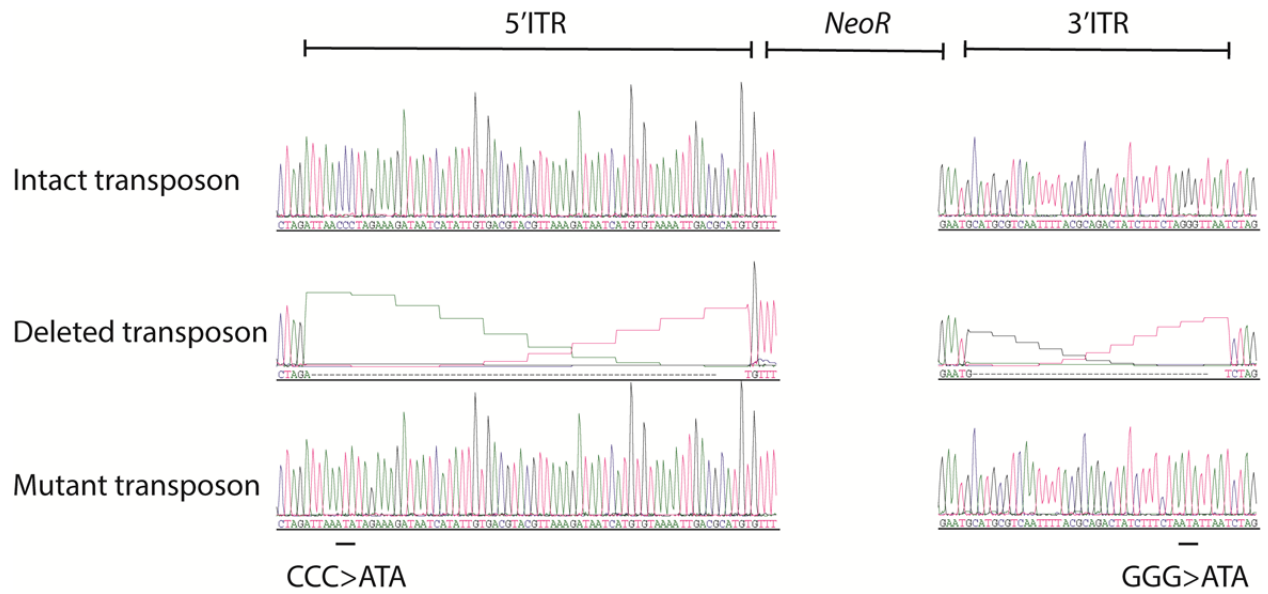 5'ITR NeoR 3'ITR
Intact transposon
CTAGATTAACCCTAGAAAGATAATCATATTGTGACGTACGTTAAAGATAATCATGTGTAAAATTGACGCATGTGTTT GAATGCATGCGTCAATTTTACGCAGACTATCTTTCTAGGGTTAATCTAG
Deleted transposon
CTAGA--------------------------------------------------------------TGTTT GAATG------------------------------------TCTAG
Mutant transposon
CTAGATTAAATATAGAAAGATAATCATATTGTGACGTACGTTAAAGATAATCATGTGTAAAATTGACGCATGTGTTT GAATGCATGCGTCAATTTTACGCAGACTATCTTTCTAATATTAATCTAG
CCC>ATA GGG>ATA